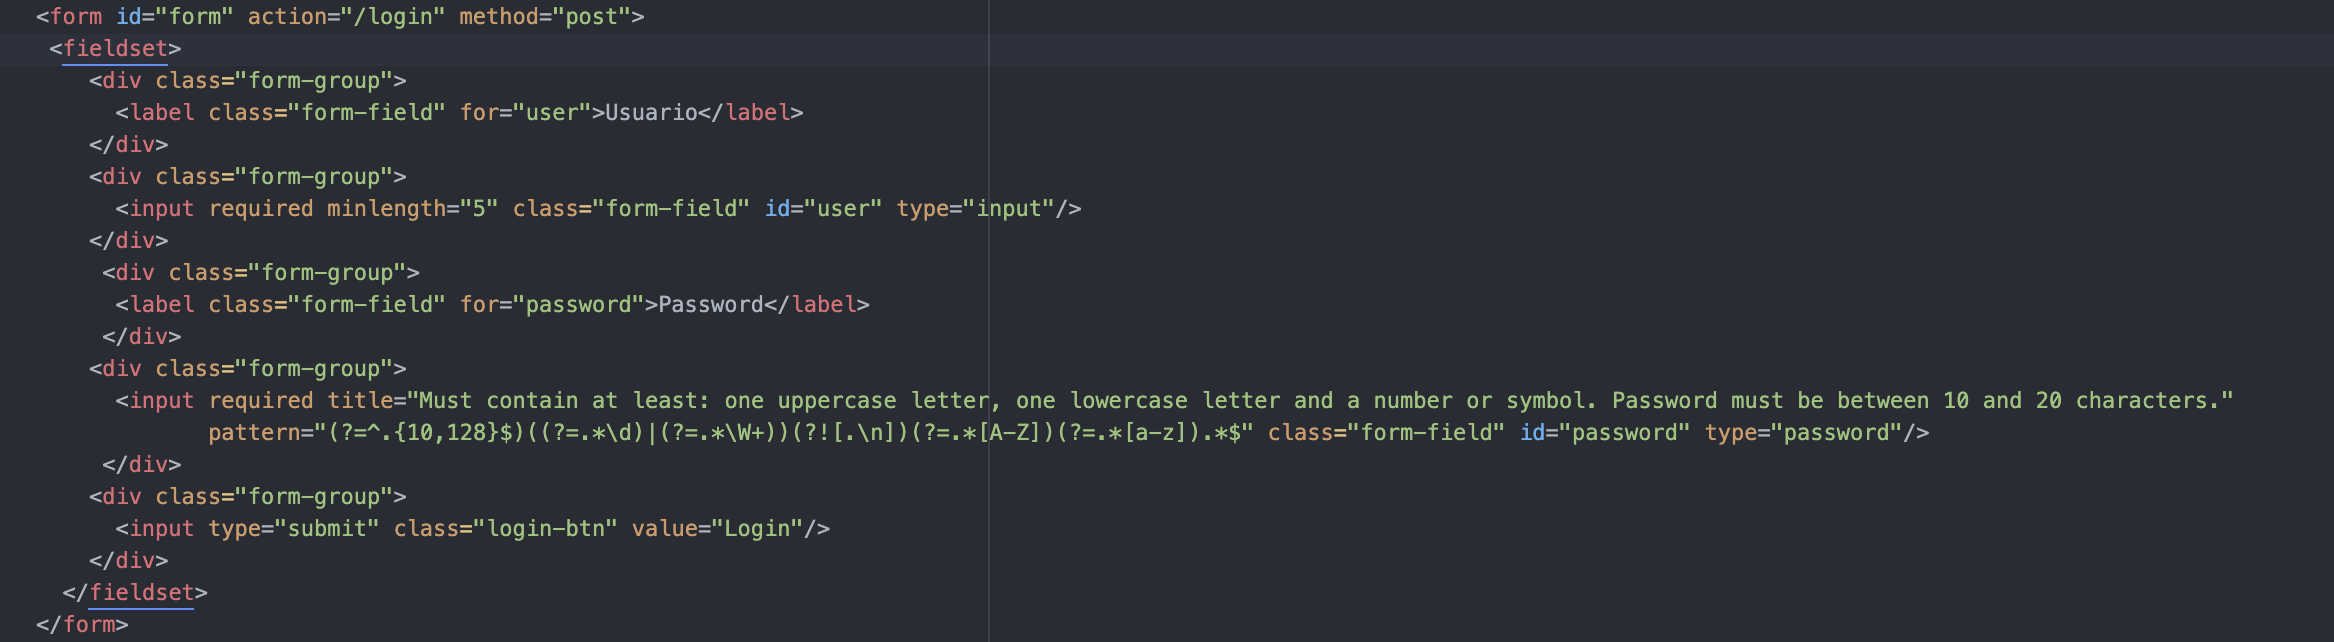 <form id="form" action="/login" method="post">
<fieldset>
<div class="form-group">
<label class="form-field" for="user">Usuario</label>
</div>
<div class="form-group">
<input required minlength="5" class="form-field" id="user" type="input"/>
</div>
<div class="form-group">
<label class="form-field" for="password">Password</label>
</div>
<div class="form-group">
<input required title="Must contain at least: one uppercase letter, one lowercase letter and a number or symbol. Password must be between 10 and 20 characters."
pattern="(?=^.{10,128}$)((?=.*\d)|(?=.*\W+))(?![.\n])(?=.*[A-Z])(?=.*[a-z]).*$" class="form-field" id="password" type="password"/>
</div>
<div class="form-group">
<input type="submit" class="login-btn" value="Login"/>
</div>
</fieldset>
</form>